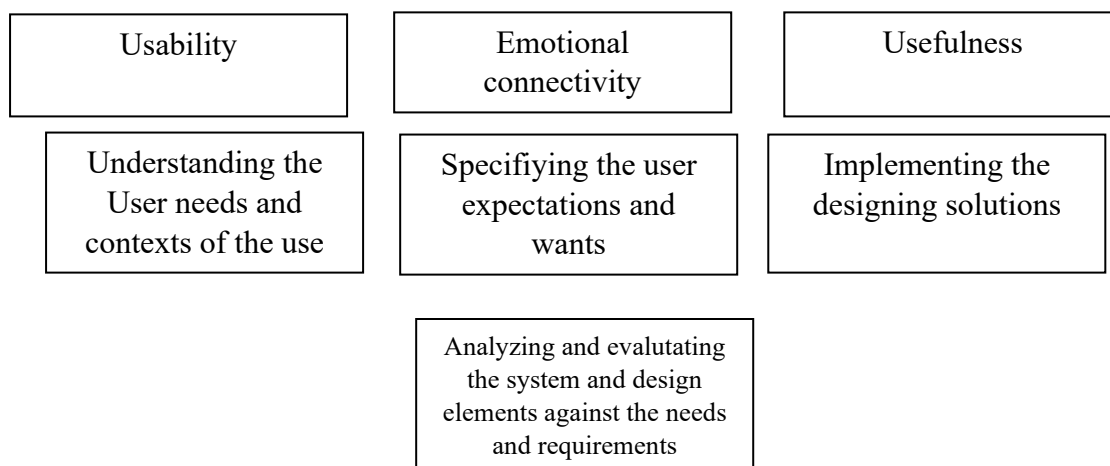 Usability
Emotional
connectivity
Usefulness
Understanding the
User needs and
contexts of the use
Specifiying the user
expectations and
wants
Implementing the
designing solutions
Analyzing and evalutating
the system and design
elements against the needs
and requirements